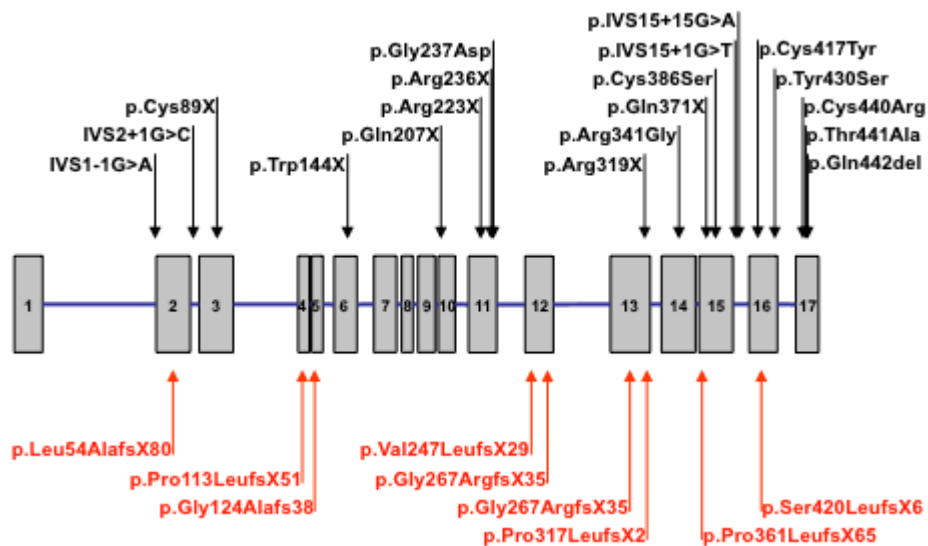 p.IVS15+15G>A
p.Gly237Asp p.IVS15+1G>T p.Cys417Tyr
p.Arg236X p.Cys386Ser p.Tyr430Ser
p.Cys89X p.Arg223X p.Gln371X p.Cys440Arg
IVS2+1G>C p.Gln207X p.Arg341Gly p.Thr441Ala
IVS1-1G>A p.Trp144X p.Arg319X p.Gln442del
1 2 3 4 5 6 7 8 9 10 11 12 13 14 15 16 17
p.Leu54AlafsX80 p.Val247LeufsX29
p.Pro113LeufsX51 p.Gly267ArgfsX35
p.Gly124Alafs38 p.Gly267ArgfsX35 p.Ser420LeufsX6
p.Pro317LeufsX2 p.Pro361LeufsX65